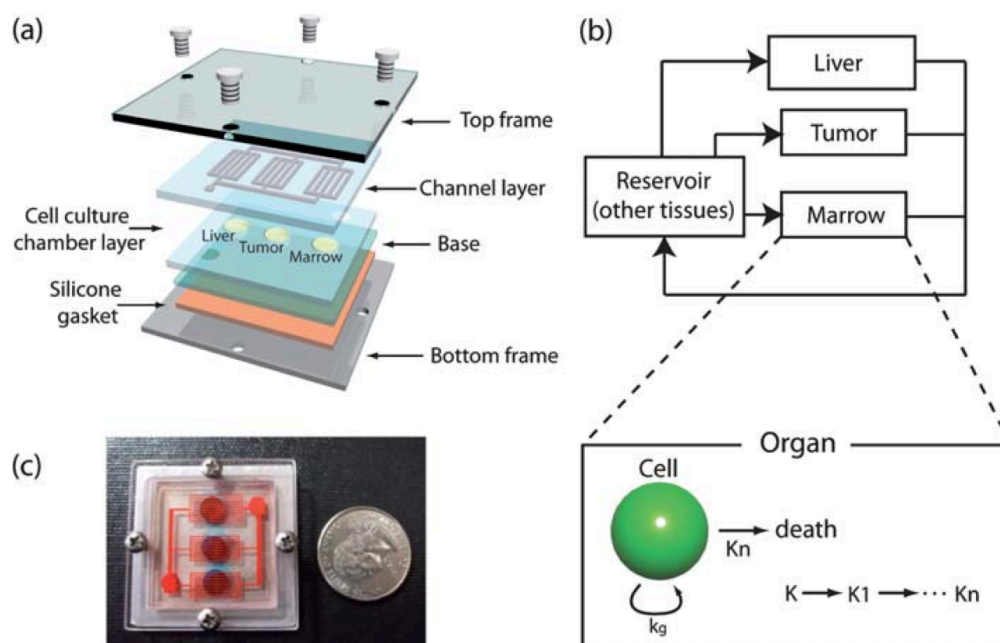 (a)
Top frame
Channel layer
Cell culture
chamber layer
Liver
Tumor
Marrow
Base
Silicone
gasket
Bottom frame
(b)
Liver
Tumor
Reservoir
(other tissues)
Marrow
Organ
Cell
Kn
death
kg
K
K1
Kn
(c)